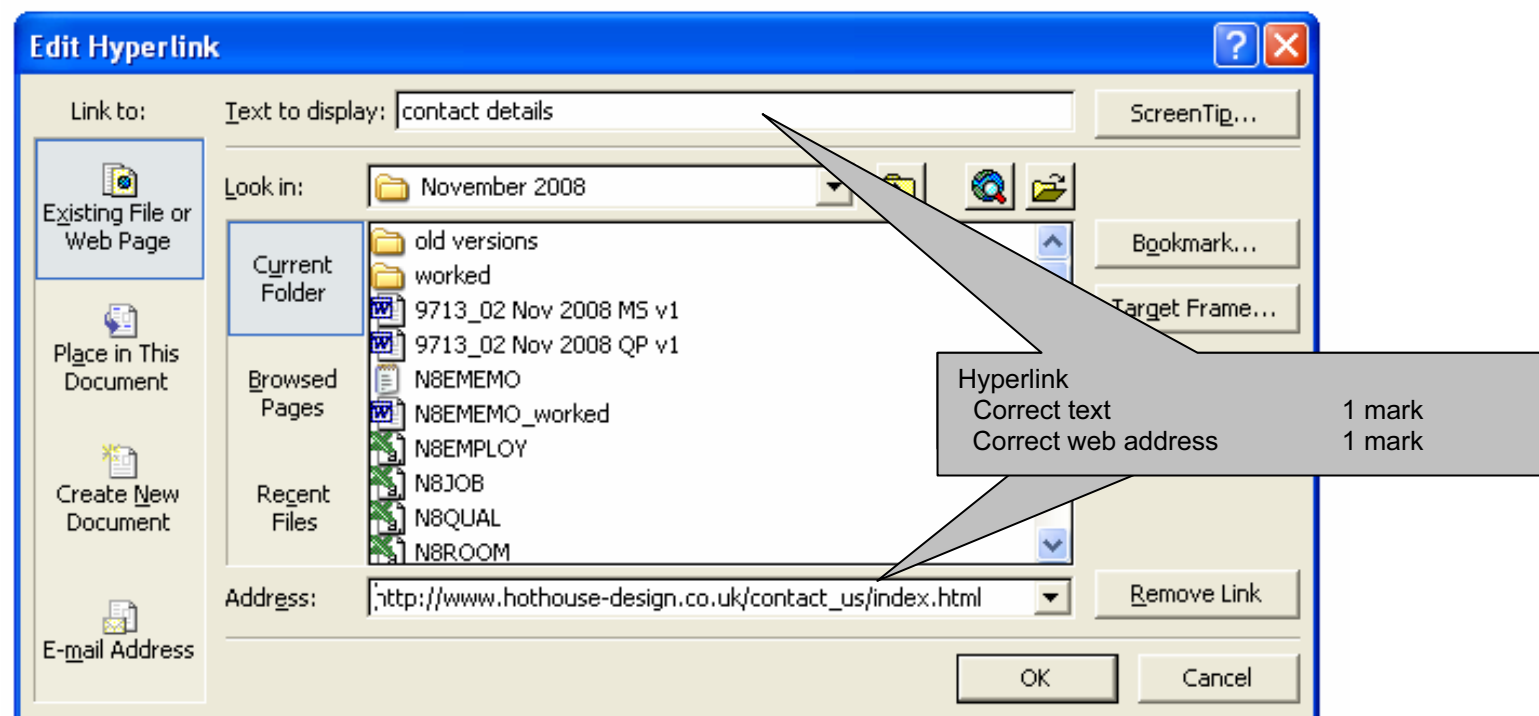 Edit Hyperlink
Link to:
Text to display: contact details
ScreenTip...
Existing File or
Web Page
Look in: November 2008
Current
Folder
old versions
worked
9713_02 Nov 2008 MS v1
9713_02 Nov 2008 QP v1
N8EMEMO
N8EMEMO_worked
N8EMPLOY
N8JOB
N8QUAL
N8ROOM
Bookmark...
Target Frame...
Place in This
Document
Browsed
Pages
Hyperlink
Correct text 1 mark
Correct web address 1 mark
Create New
Document
Recent
Files
Address: http://www.hothouse-design.co.uk/contact_us/index.html
Remove Link
E-mail Address
OK
Cancel